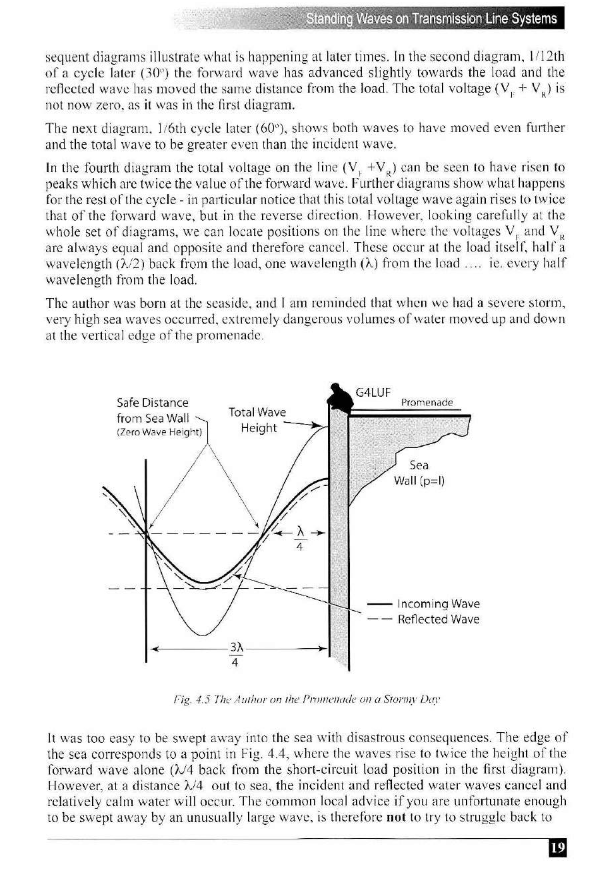 Standing Waves on Transmission Line Systems
sequent diagrams illustrate what is happening at later times. In the second diagram, 1/12th
of a cycle later (30°) the forward wave has advanced slightly towards the load and the
reflected wave has moved the same distance from the load. The total voltage (V_F + V_R) is
not now zero, as it was in the first diagram.
The next diagram, 1/6th cycle later (60°), shows both waves to have moved even further
and the total wave to be greater even than the incident wave.
In the fourth diagram the total voltage on the line (V_F +V_R) can be seen to have risen to
peaks which are twice the value of the forward wave. Further diagrams show what happens
for the rest of the cycle - in particular notice that this total voltage wave again rises to twice
that of the forward wave, but in the reverse direction. However, looking carefully at the
whole set of diagrams, we can locate positions on the line where the voltages V_F and V_R
are always equal and opposite and therefore cancel. These occur at the load itself, half a
wavelength (λ/2) back from the load, one wavelength (λ) from the load .... ie. every half
wavelength from the load.
The author was born at the seaside, and I am reminded that when we had a severe storm,
very high sea waves occurred, extremely dangerous volumes of water moved up and down
at the vertical edge of the promenade.
Safe Distance
from Sea Wall
(Zero Wave Height)
Total Wave
Height
G4LUF
Promenade
Sea
Wall (p=l)
λ
4
Incoming Wave
Reflected Wave
3λ
4
Fig. 4.5 The Author on the Promenade on a Stormy Day
It was too easy to be swept away into the sea with disastrous consequences. The edge of
the sea corresponds to a point in Fig. 4.4, where the waves rise to twice the height of the
forward wave alone (λ/4 back from the short-circuit load position in the first diagram).
However, at a distance λ/4 out to sea, the incident and reflected water waves cancel and
relatively calm water will occur. The common local advice if you are unfortunate enough
to be swept away by an unusually large wave, is therefore not to try to struggle back to
19